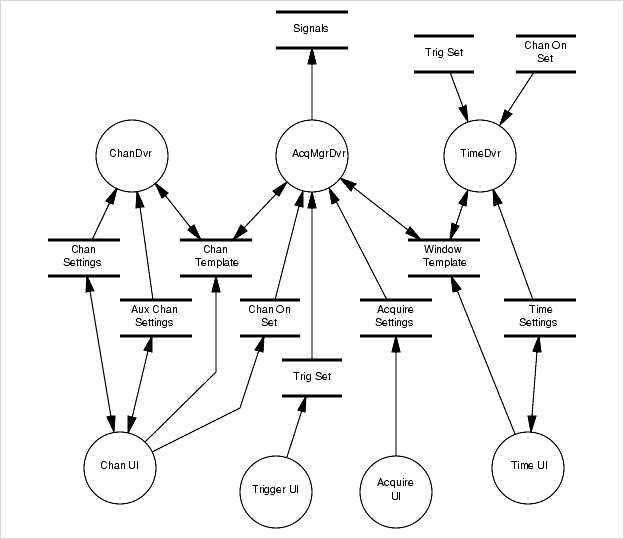 Signals
Trig Set
Chan On
Set
ChanDvr
AcqMgrDvr
TimeDvr
Chan
Settings
Chan
Template
Window
Template
Aux Chan
Settings
Chan On
Set
Acquire
Settings
Time
Settings
Trig Set
Chan UI
Trigger UI
Acquire
UI
Time UI